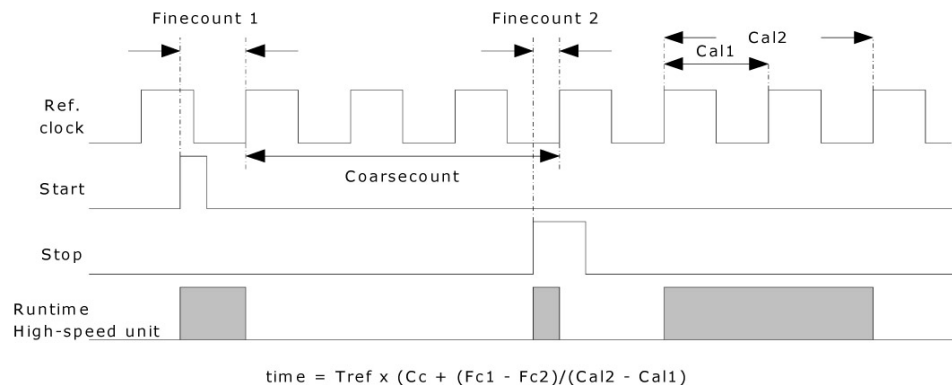 Finecount 1
Finecount 2
Cal2
Cal1
Ref.
clock
Coarsecount
Start
Stop
Runtime
High-speed unit
time = Tref x (Cc + (Fc1 - Fc2)/(Cal2 - Cal1)